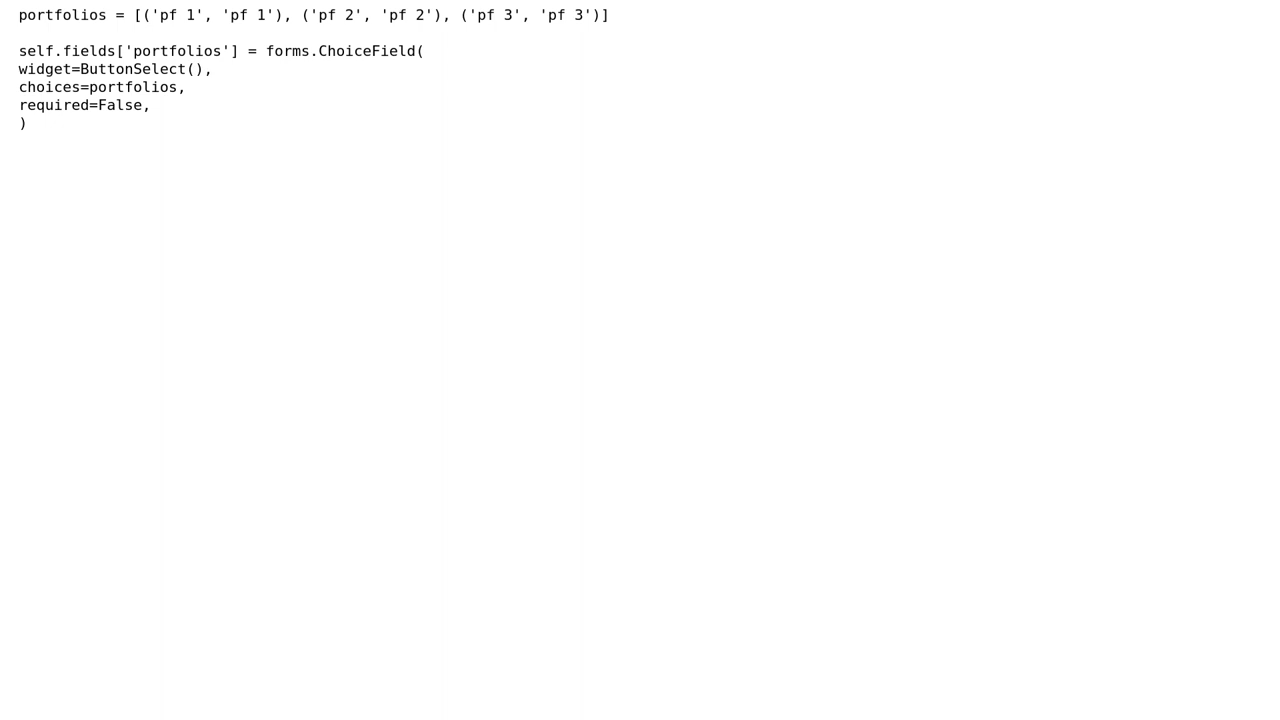 portfolios = [('pf 1', 'pf 1'), ('pf 2', 'pf 2'), ('pf 3', 'pf 3')]

self.fields['portfolios'] = forms.ChoiceField(
widget=ButtonSelect(),
choices=portfolios,
required=False,
)